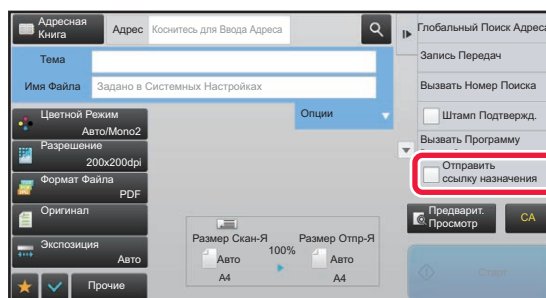 Адресная
Книга
Адрес
Коснитесь для Ввода Адреса
Тема
Имя Файла
Задано в Системных Настройках
Опции
Цветной Режим
Авто/Mono2
Разрешение
200x200dpi
Формат Файла
PDF
Оригинал
Экспозиция
Авто
Прочие
Размер Скан-Я
100%
Размер Отпр-Я
Авто
A4
Авто
A4
Глобальный Поиск Адреса
Запись Передач
Вызвать Номер Поиска
Штамп Подтвержд.
Вызвать Программу
Отправить
ссылку назначения
Предварит.
Просмотр
CA
Старт